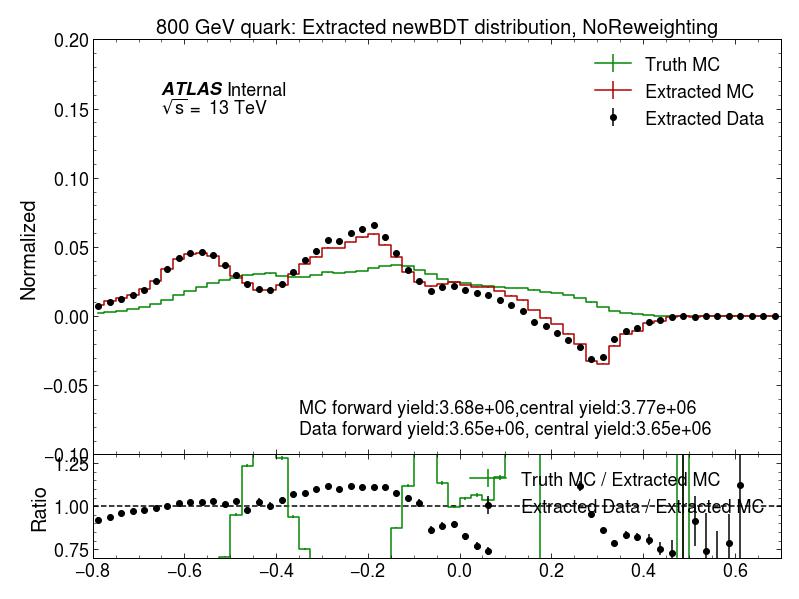 800 GeV quark: Extracted newBDT distribution, NoReweighting
0.20
0.15
0.10
0.05
0.00
−0.05
−0.10
Normalized
ATLAS Internal
√s = 13 TeV
Truth MC
Extracted MC
Extracted Data
MC forward yield:3.68e+06,central yield:3.77e+06
Data forward yield:3.65e+06, central yield:3.65e+06
1.25
1.00
0.75
Ratio
Truth MC / Extracted MC
Extracted Data / Extracted MC
−0.8 −0.6 −0.4 −0.2 0.0 0.2 0.4 0.6